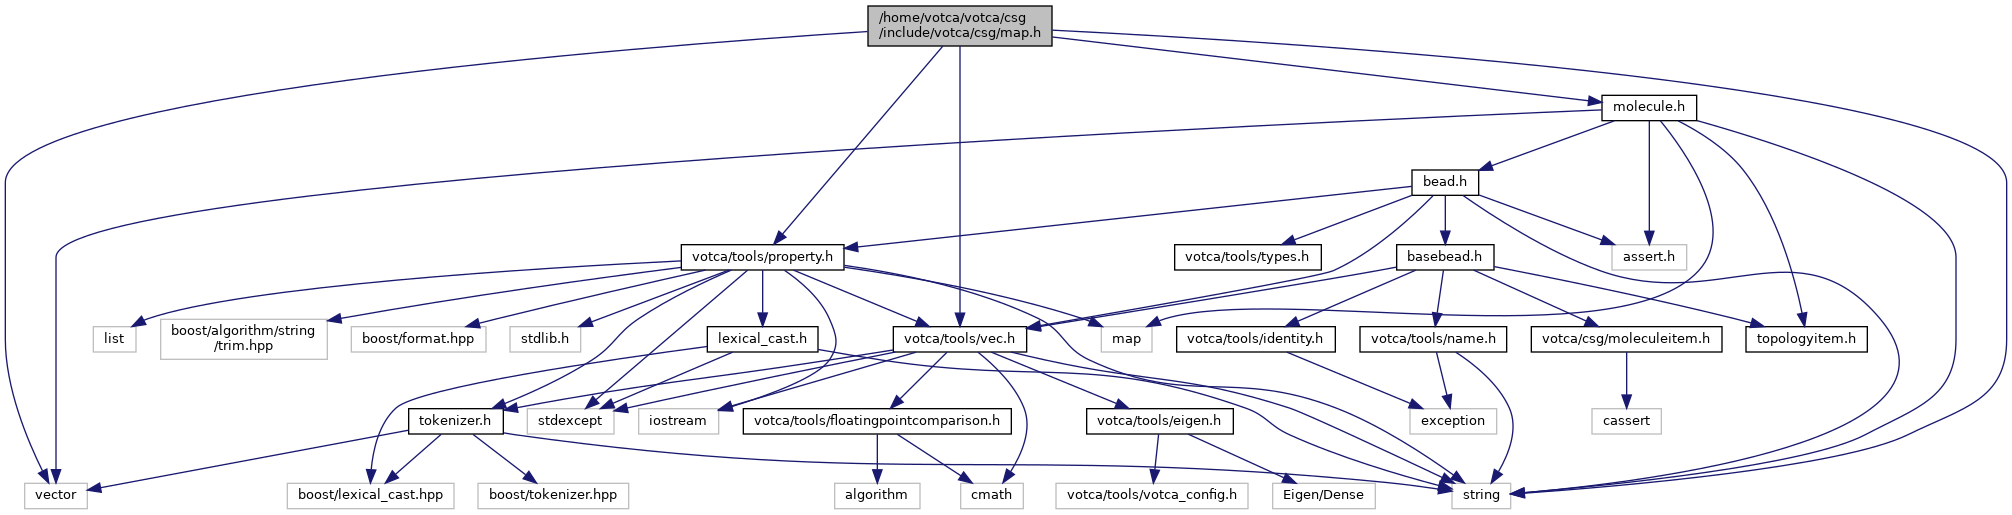 /home/votca/votca/csg
/include/votca/csg/map.h
molecule.h
bead.h
votca/tools/property.h
votca/tools/types.h
basebead.h
assert.h
list
boost/algorithm/string
/trim.hpp
boost/format.hpp
stdlib.h
lexical_cast.h
votca/tools/vec.h
map
votca/tools/identity.h
votca/tools/name.h
votca/csg/moleculeitem.h
topologyitem.h
tokenizer.h
stdexcept
iostream
votca/tools/floatingpointcomparison.h
votca/tools/eigen.h
exception
cassert
vector
boost/lexical_cast.hpp
boost/tokenizer.hpp
algorithm
cmath
votca/tools/votca_config.h
Eigen/Dense
string